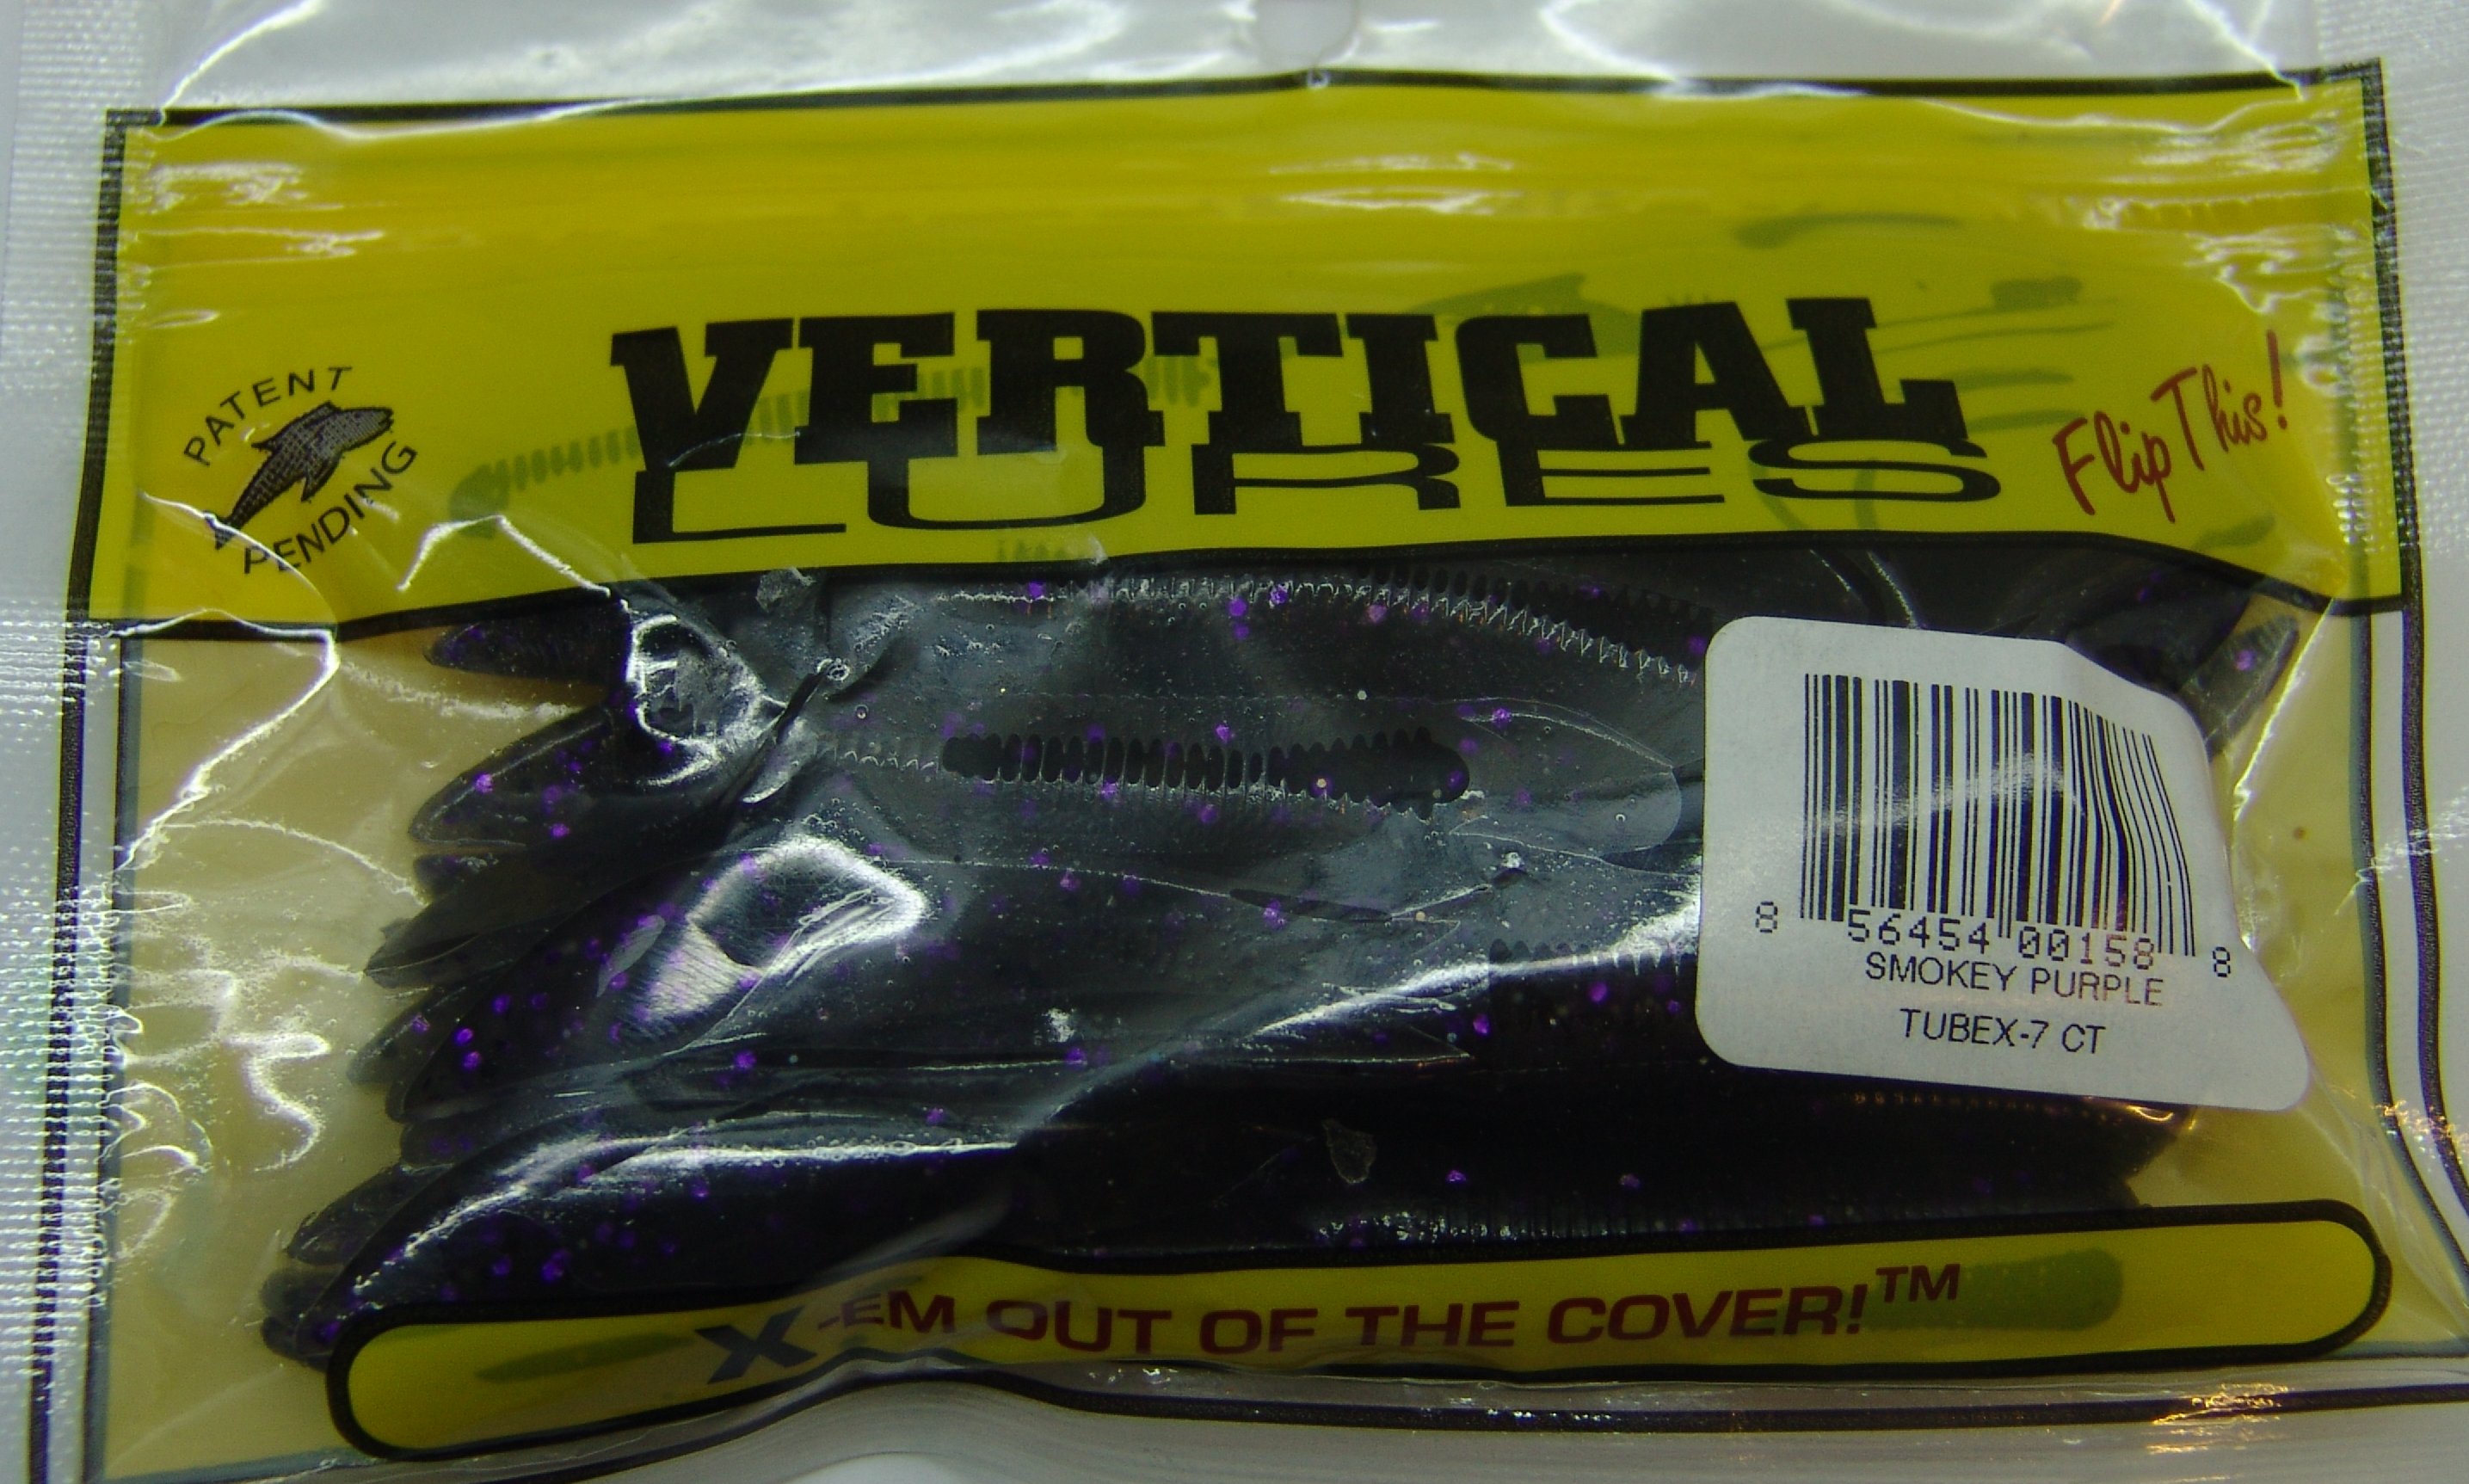 PATENT
PENDING
VERTICAL
LURES
Flip This!
8 56454 00158 8
SMOKEY PURPLE
TUBEX-7 CT
X-EM OUT OF THE COVER!™